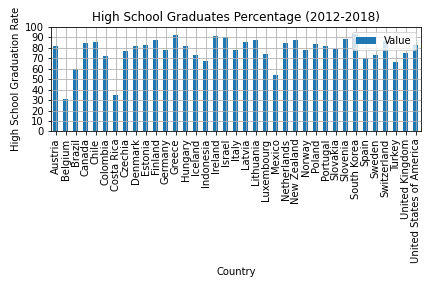 High School Graduates Percentage (2012-2018)
High School Graduation Rate
100
90
80
70
60
50
40
30
20
10
0
Value
Austria
Belgium
Brazil
Canada
Chile
Colombia
Costa Rica
Czechia
Denmark
Estonia
Finland
Germany
Greece
Hungary
Iceland
Indonesia
Ireland
Israel
Italy
Latvia
Lithuania
Luxembourg
Mexico
Netherlands
New Zealand
Norway
Poland
Portugal
Slovakia
Slovenia
South Korea
Spain
Sweden
Switzerland
Turkey
United Kingdom
United States of America
Country